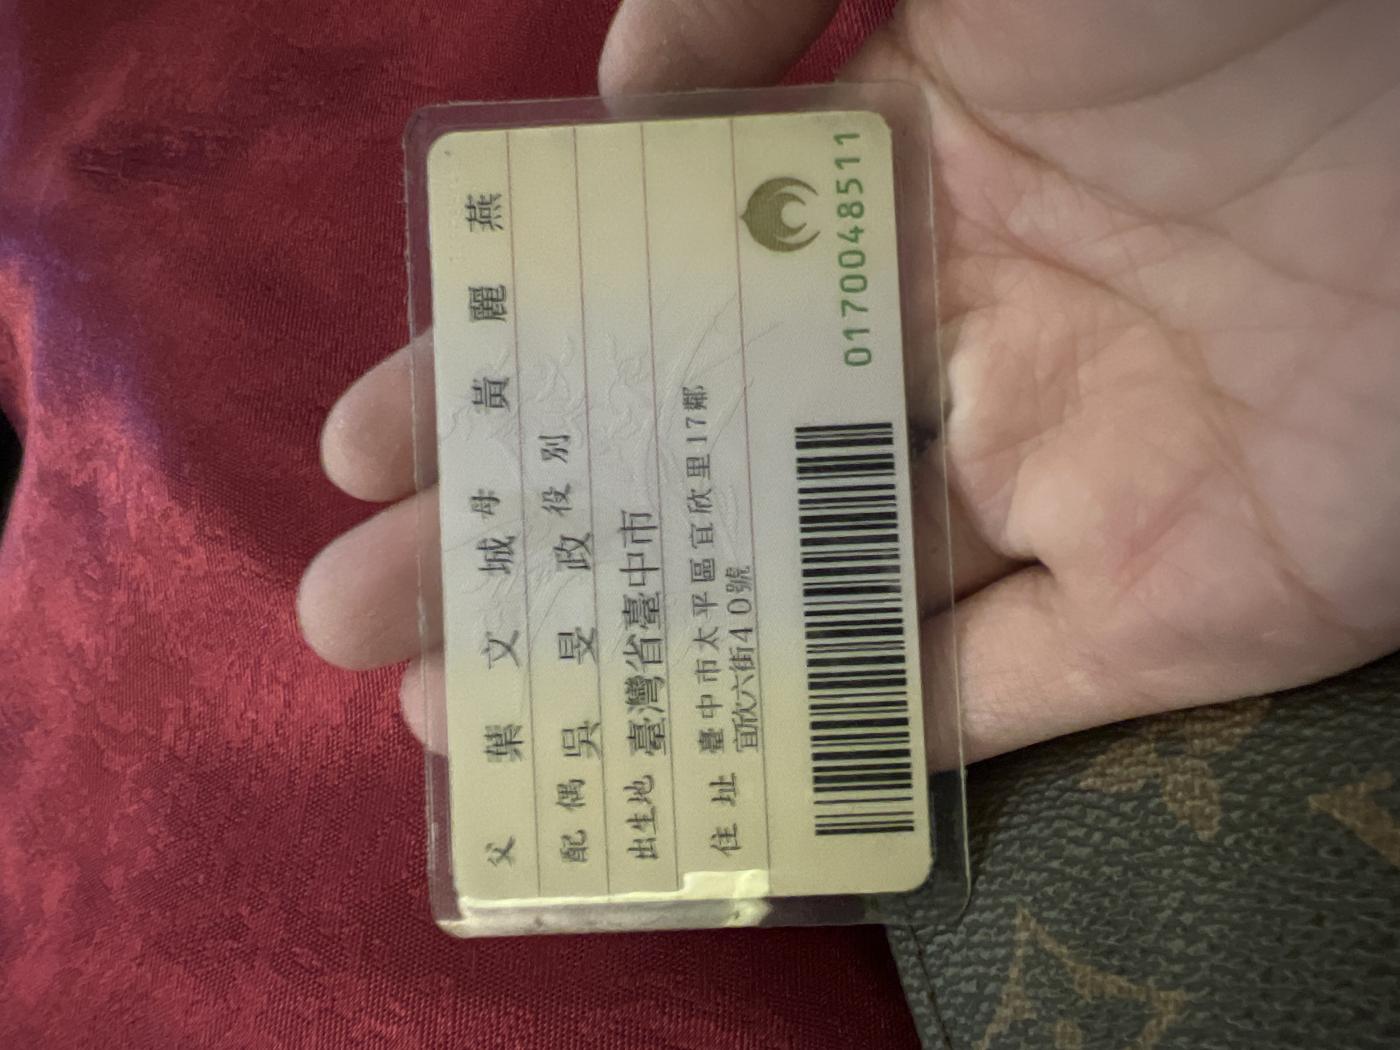 父 葉 文 城 母 黃 麗 燕
配 偶 吳 旻 政 役 別
出生地 臺灣省臺中市
住 址 臺中市太平區宜欣里17鄰
宜欣六街40號
0170048511